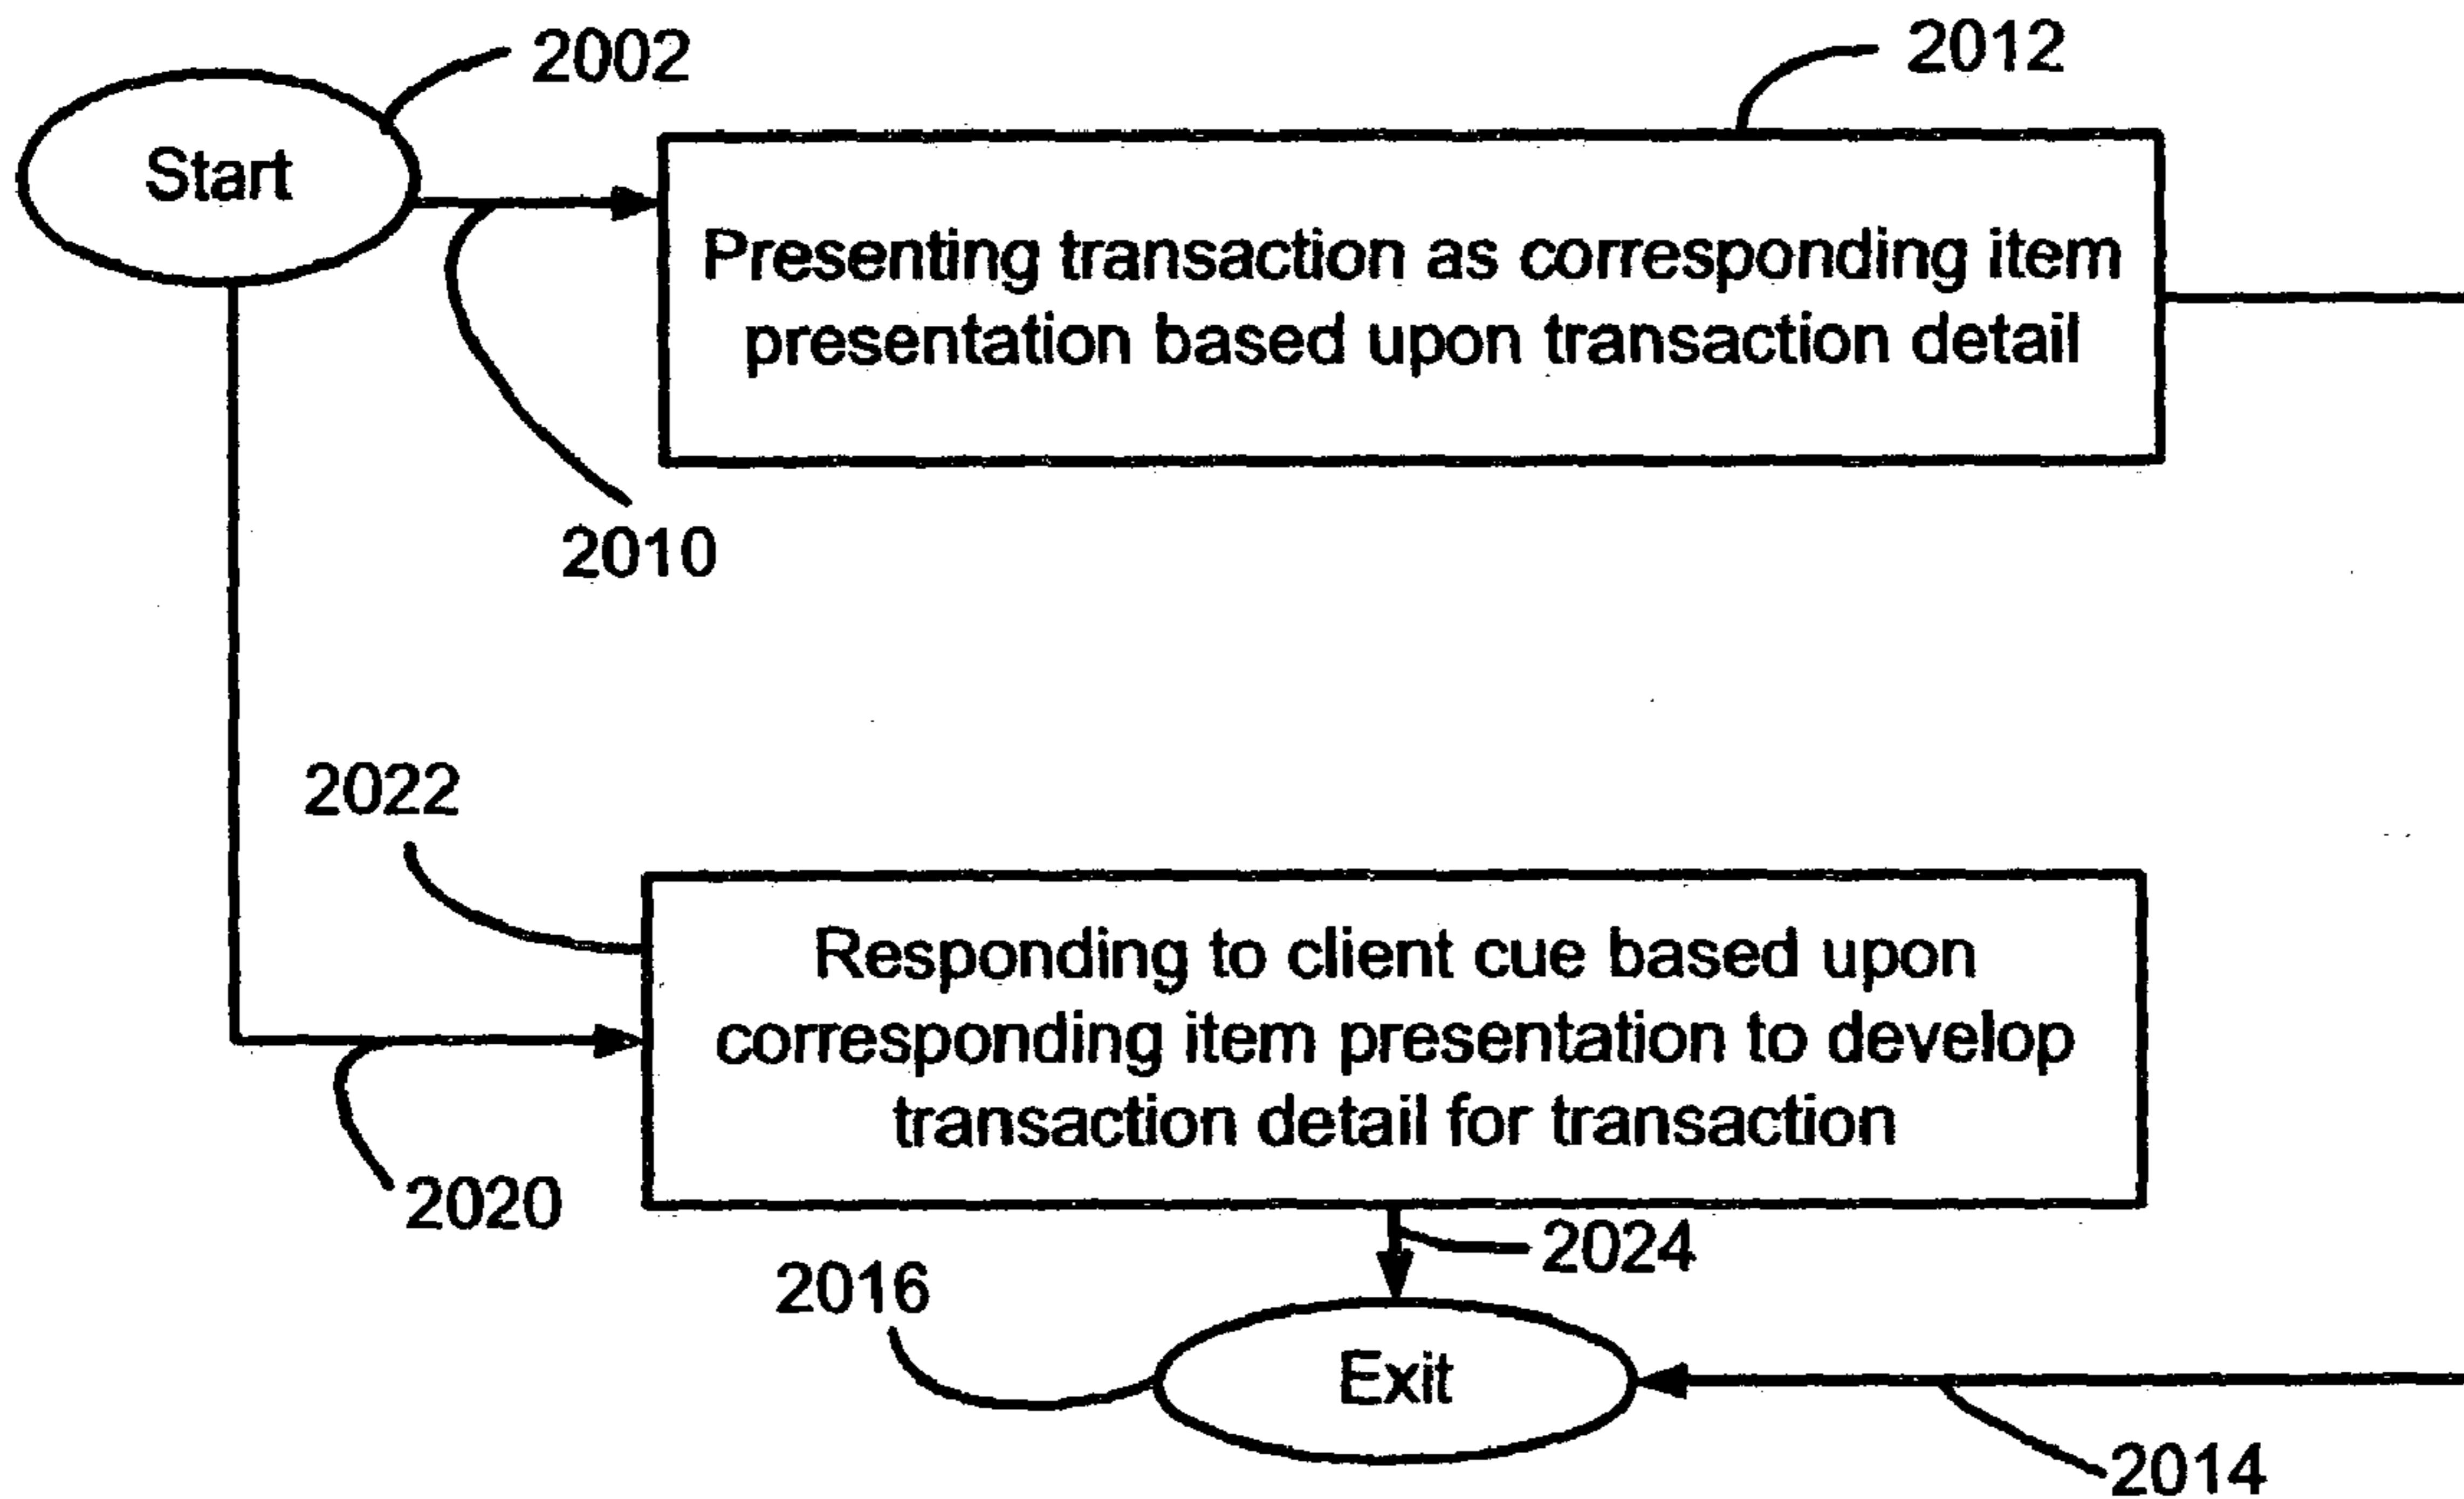 2002
2012
Start
Presenting transaction as corresponding item
presentation based upon transaction detail
2010
2022
Responding to client cue based upon
corresponding item presentation to develop
transaction detail for transaction
2020
2024
2016
Exit
2014